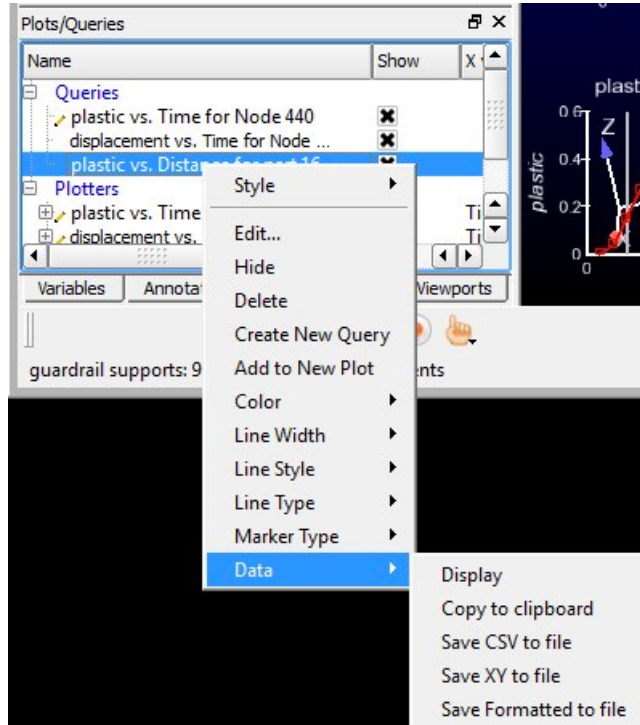 Plots/Queries
Name Show X
Queries
plastic vs. Time for Node 440
displacement vs. Time for Node ...
plastic vs. Distance for part 16
Plotters
plastic vs. Time Ti
displacement vs. Ti
Variables Annota Viewports
guardrail supports: 9 nts
Style
Edit...
Hide
Delete
Create New Query
Add to New Plot
Color
Line Width
Line Style
Line Type
Marker Type
Data
Display
Copy to clipboard
Save CSV to file
Save XY to file
Save Formatted to file
plast
0.6
Z
0.4
plastic
0.2
0
0